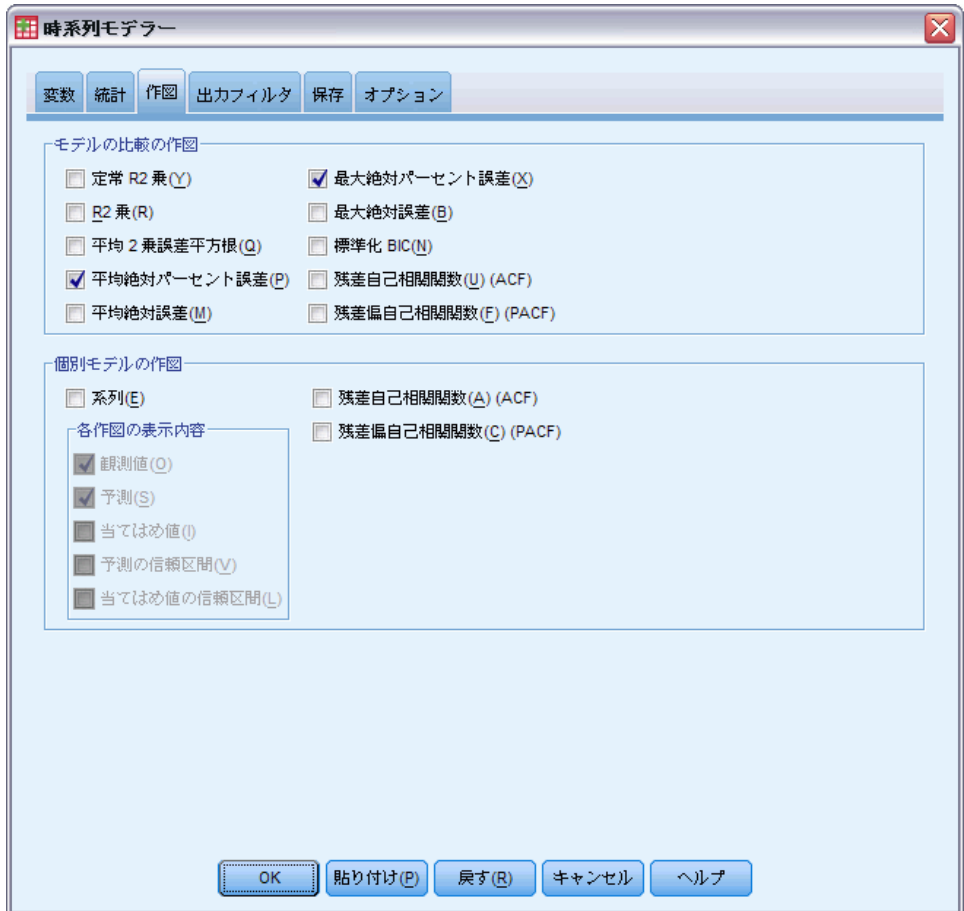 時系列モデラー
変数 統計 作図 出力フィルタ 保存 オプション
モデルの比較の作図
定常 R2 乗(Y)
最大絶対パーセント誤差(X)
R2 乗(R)
最大絶対誤差(B)
平均 2 乗誤差平方根(Q)
標準化 BIC(N)
平均絶対パーセント誤差(P)
残差自己相関関数(U) (ACF)
平均絶対誤差(M)
残差偏自己相関関数(F) (PACF)
個別モデルの作図
系列(E)
残差自己相関関数(A) (ACF)
残差偏自己相関関数(C) (PACF)
各作図の表示内容
観測値(O)
予測(S)
当てはめ値(I)
予測の信頼区間(V)
当てはめ値の信頼区間(L)
OK 貼り付け(P) 戻す(R) キャンセル ヘルプ